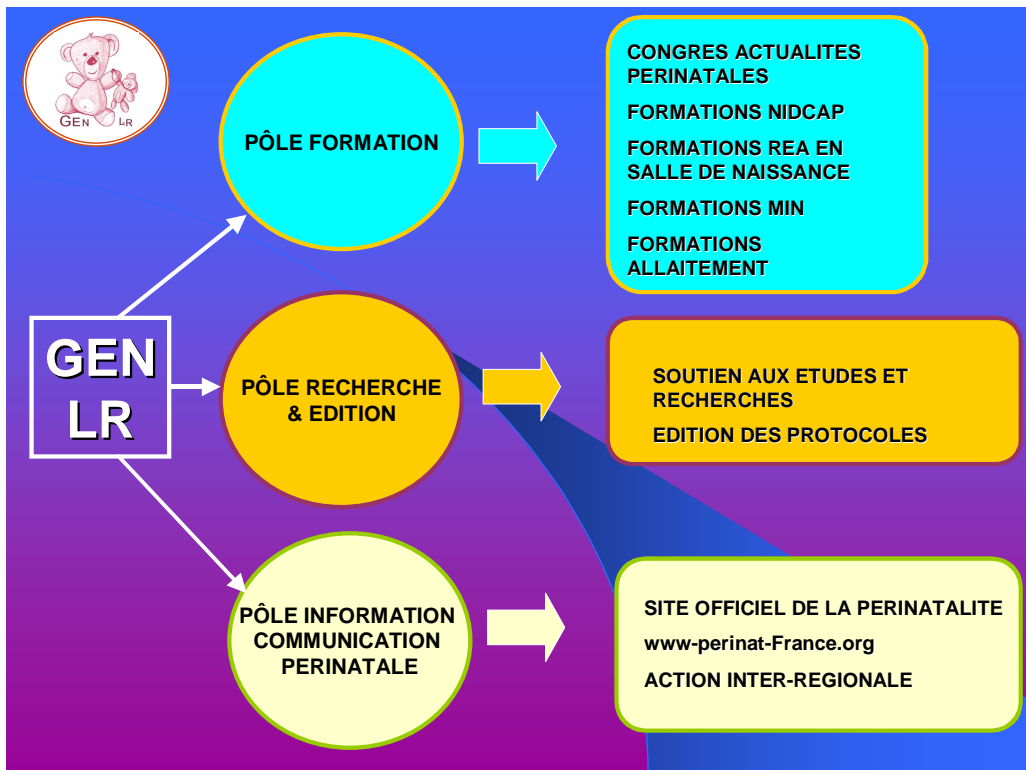 GEN LR
PÔLE FORMATION
CONGRES ACTUALITES
PERINATALES
FORMATIONS NIDCAP
FORMATIONS REA EN
SALLE DE NAISSANCE
FORMATIONS MIN
FORMATIONS
ALLAITEMENT
GEN
LR
PÔLE RECHERCHE
& EDITION
SOUTIEN AUX ETUDES ET
RECHERCHES
EDITION DES PROTOCOLES
PÔLE INFORMATION
COMMUNICATION
PERINATALE
SITE OFFICIEL DE LA PERINATALITE
www-perinat-France.org
ACTION INTER-REGIONALE